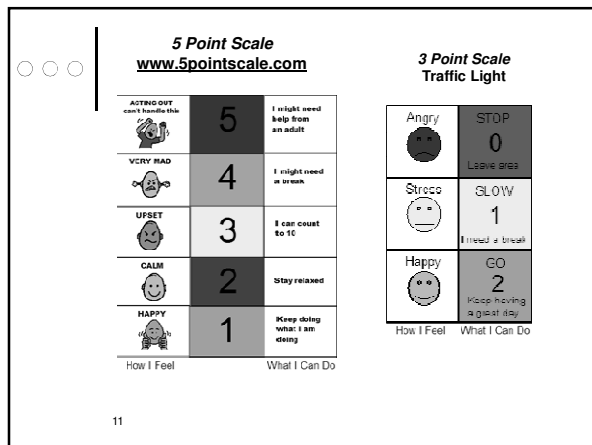 5 Point Scale
www.5pointscale.com
ACTING OUT
can't handle this
5
I might need
help from
an adult
VERY MAD
4
I might need
a break
UPSET
3
I can count
to 10
CALM
2
Stay relaxed
HAPPY
1
Keep doing
what I am
doing
How I Feel
What I Can Do
3 Point Scale
Traffic Light
Angry
STOP
0
Leave area
Stress
SLOW
1
I need a break
Happy
GO
2
Keep having
a great day
How I Feel
What I Can Do
11